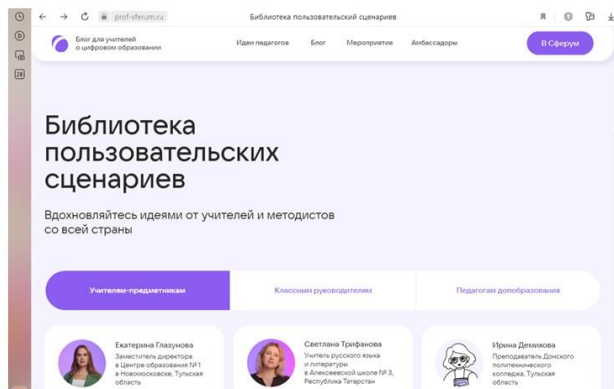 prof-sferum.ru
Библиотека пользовательский сценариев
Блог для учителей
о цифровом образовании
Идеи педагогов
Блог
Мероприятия
Амбассадоры
В Сферум
28
Библиотека
пользовательских
сценариев
Вдохновляйтесь идеями от учителей и методистов
со всей страны
Учителям-предметникам
Классным руководителям
Педагогам допобразования
Екатерина Глазунова
Заместитель директора
в Центре образования № 1
в Новомосковске, Тульская
область
Светлана Трифанова
Учитель русского языка
и литературы
в Алексеевской школе № 3,
Республика Татарстан
Ирина Демихова
Преподаватель Донского
политехнического
колледжа, Тульская
область